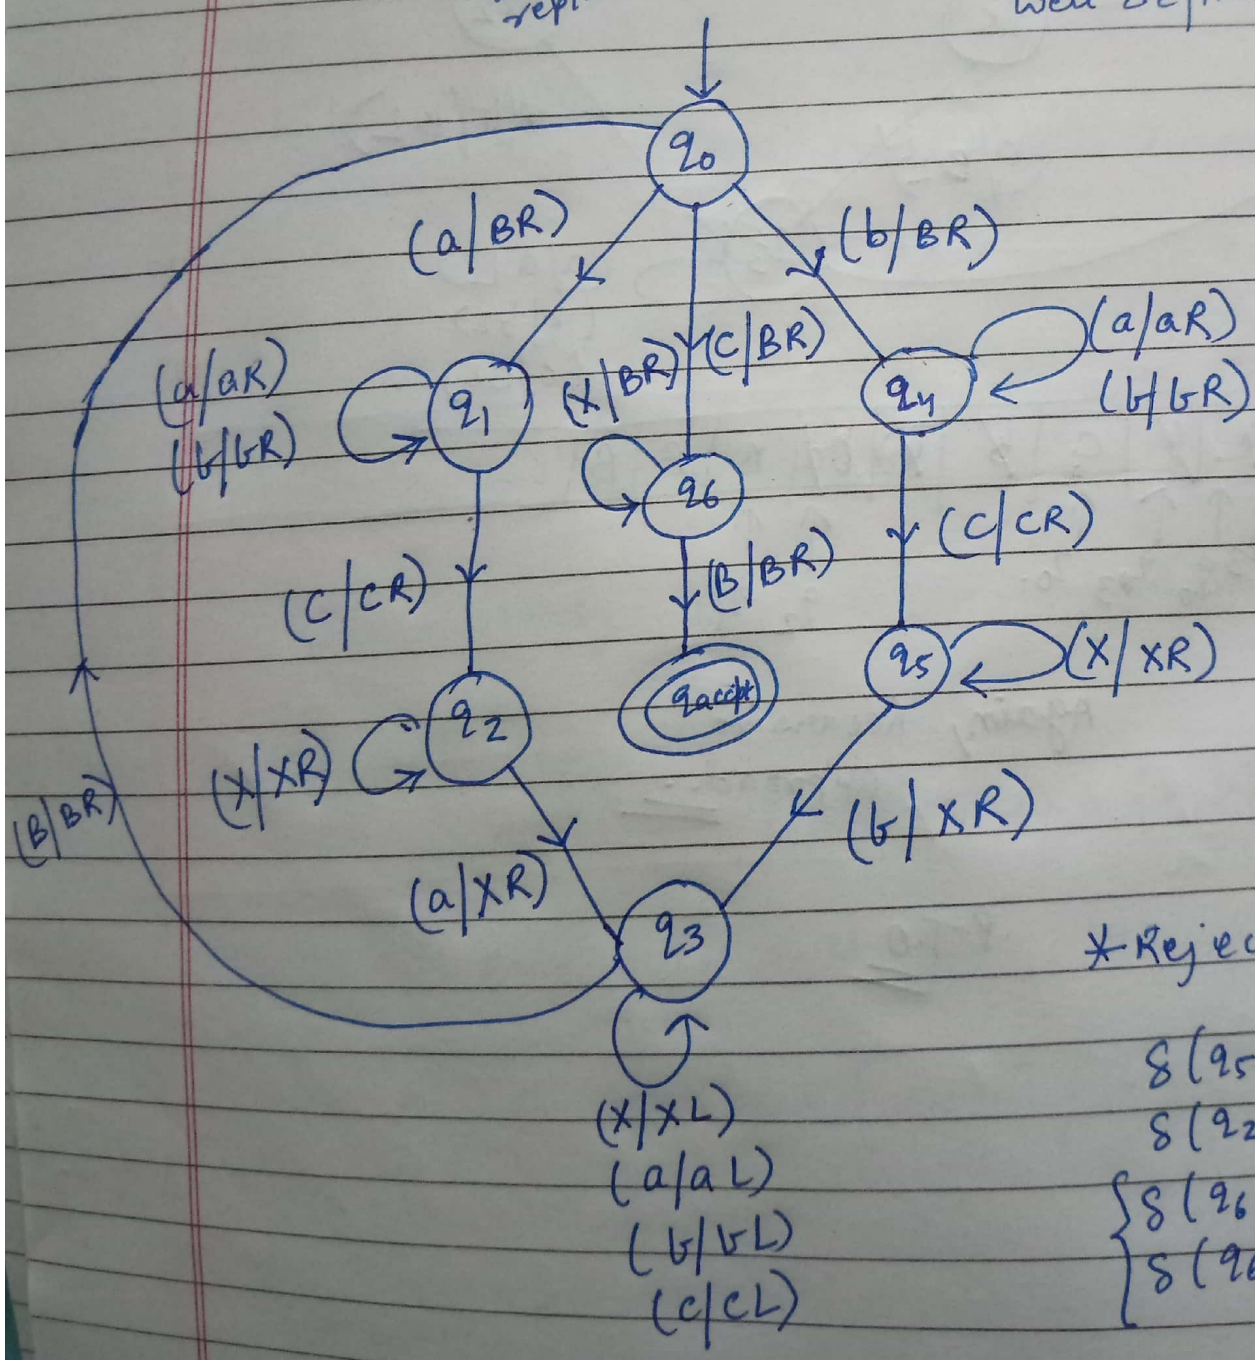 q0
(a/BR)
(b/BR)
(a/aR)
(b/bR)
q1
(X/BR)
(C/BR)
q4
(a/aR)
(b/bR)
q6
(C/CR)
(B/BR)
(C/CR)
q2
(X/XR)
q5
(X/XR)
(B/BR)
(a/XR)
(b/XR)
q3
(X/XL)
(a/aL)
(b/bL)
(c/cL)
* Rejec
δ(q5
δ(q2
{δ(q6
δ(q6